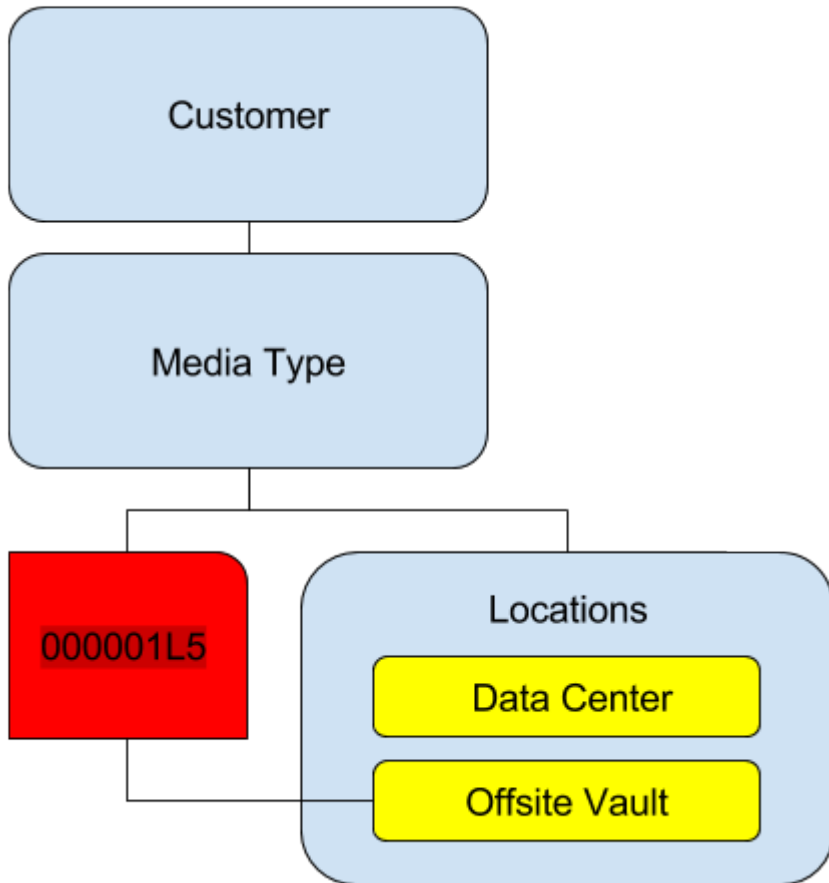 Customer
Media Type
000001L5
Locations
Data Center
Offsite Vault